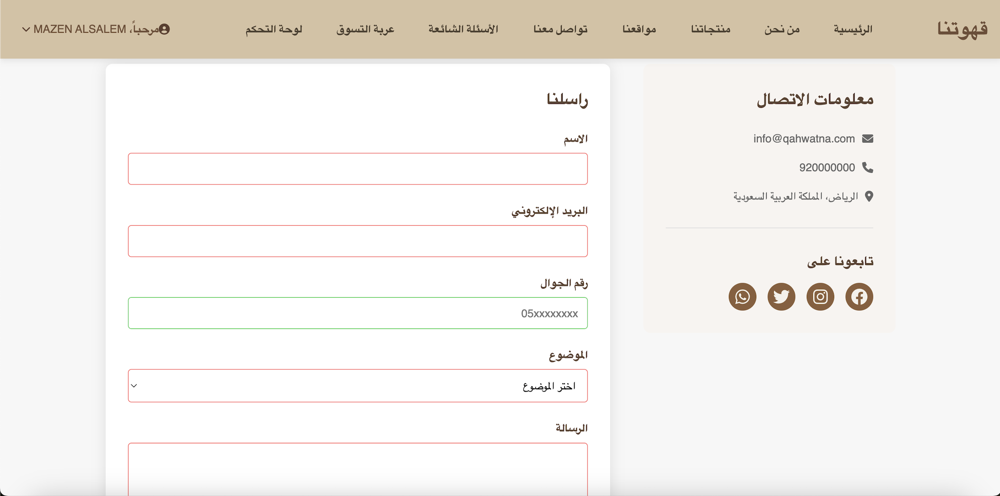 قهوتنا
الرئيسية
من نحن
منتجاتنا
مواقعنا
تواصل معنا
الأسئلة الشائعة
عربة التسوق
لوحة التحكم
مرحباً، MAZEN ALSALEM
معلومات الاتصال
info@qahwatna.com
920000000
الرياض، المملكة العربية السعودية
تابعونا على
راسلنا
الاسم
البريد الإلكتروني
رقم الجوال
05xxxxxxxx
الموضوع
اختر الموضوع
الرسالة